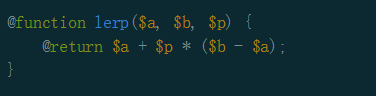 @function lerp($a, $b, $p) {
    @return $a + $p * ($b - $a);
}